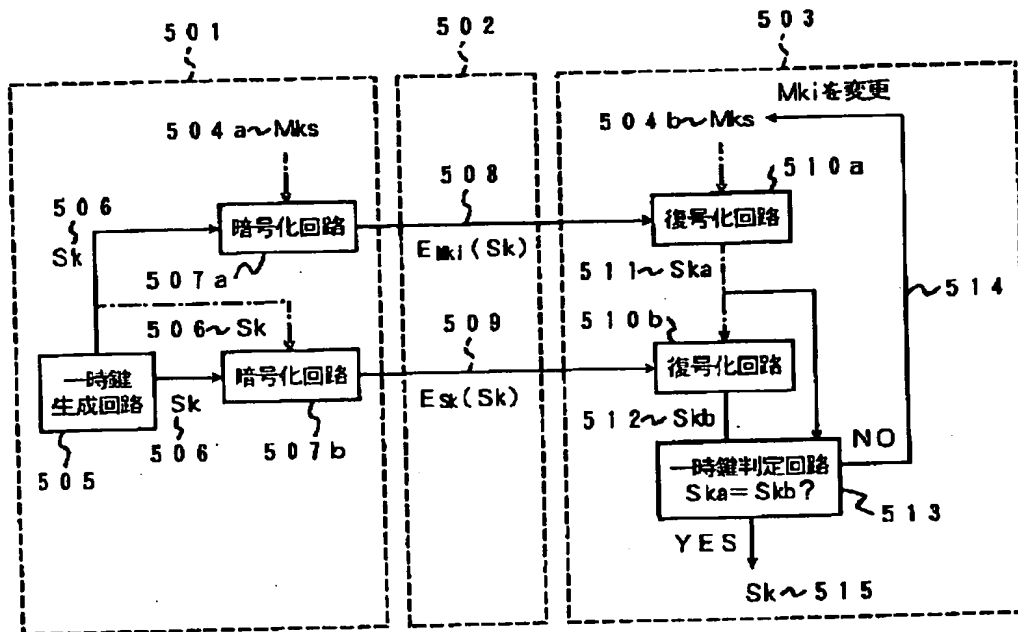 501
502
503
Mkiを変更
504a～Mks
504b～Mks
506
Sk
暗号化回路
507a
508
EMki(Sk)
復号化回路
510a
511～Ska
514
506～Sk
509
510b
一時鍵
生成回路
505
Sk
506
暗号化回路
507b
ESk(Sk)
復号化回路
512～Skb
NO
一時鍵判定回路
Ska=Skb?
513
YES
Sk～515